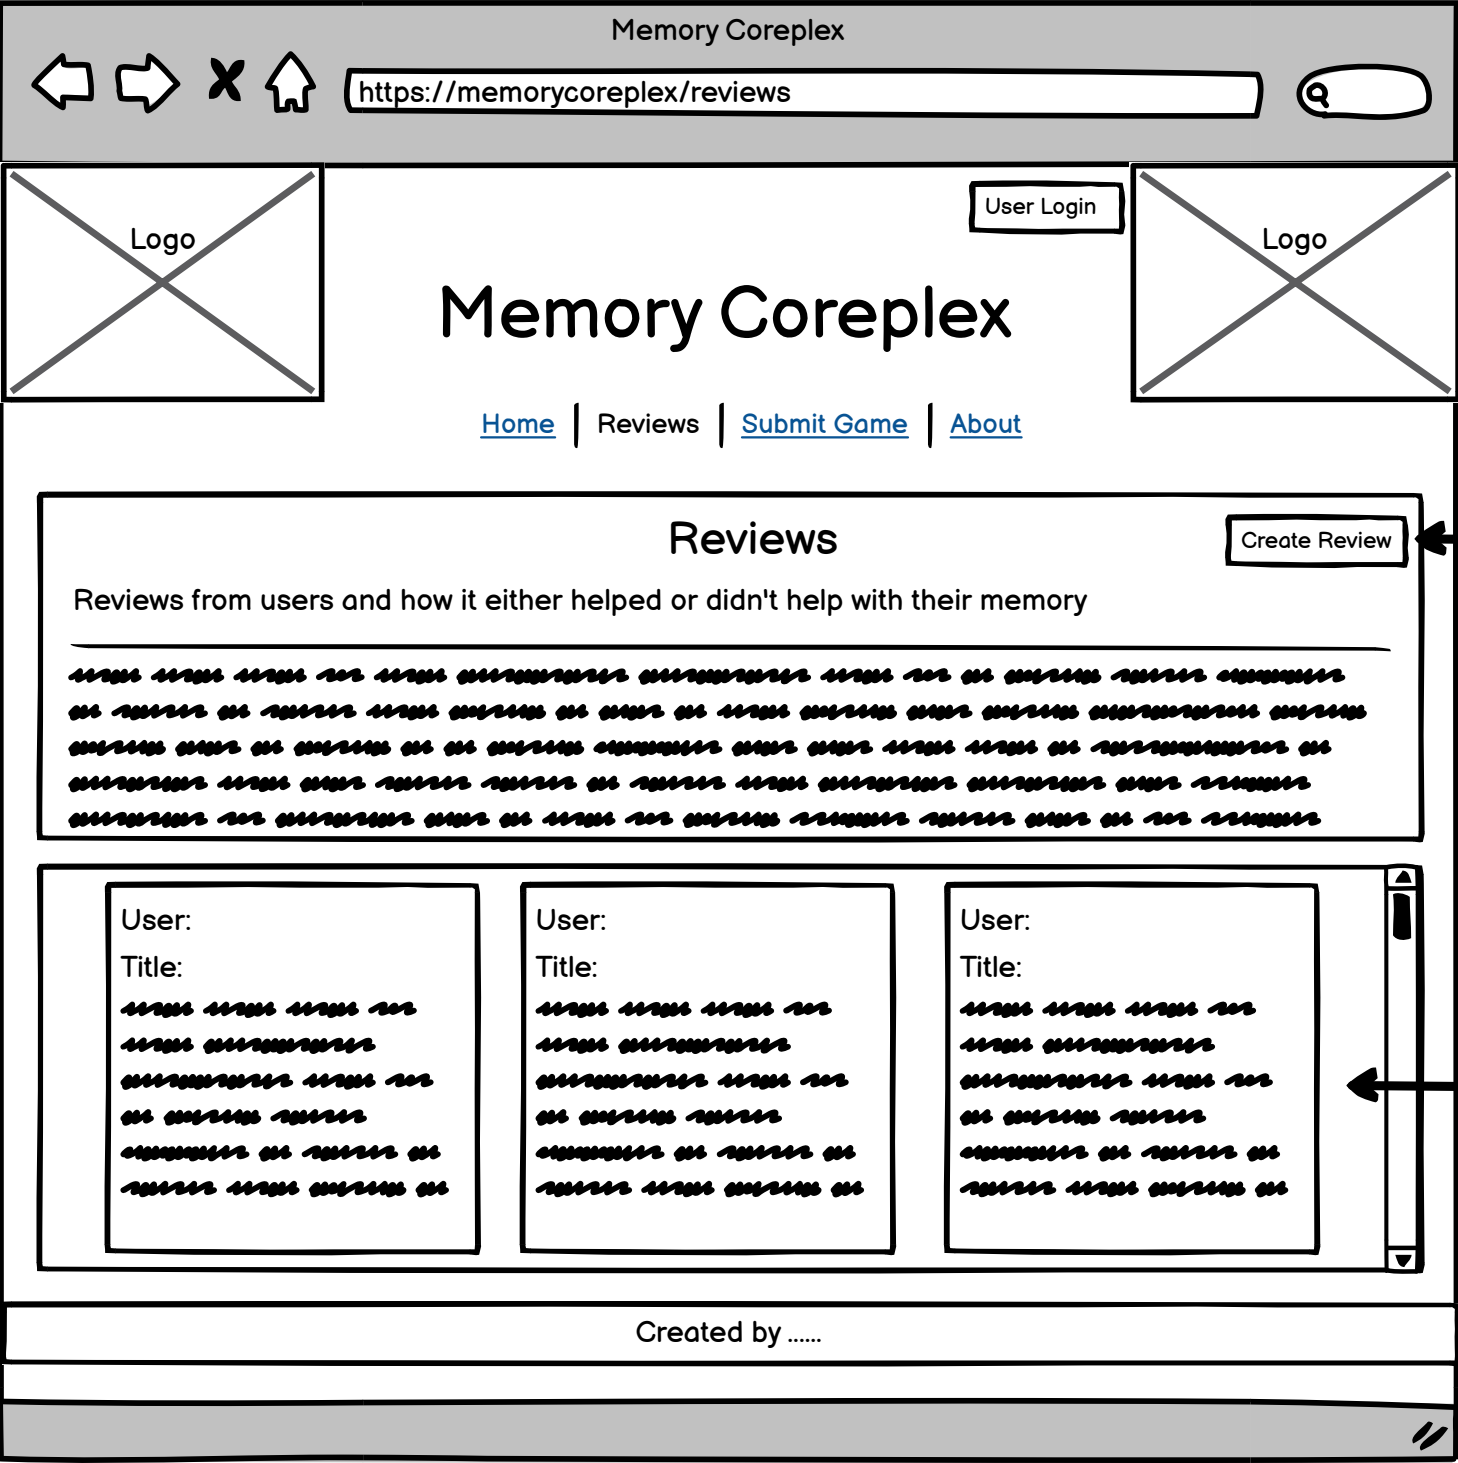 Memory Coreplex
https://memorycoreplex/reviews
Logo
User Login
Logo
Memory Coreplex
Home | Reviews | Submit Game | About
Reviews
Create Review
Reviews from users and how it either helped or didn't help with their memory
User:
Title:
User:
Title:
User:
Title:
Created by ......